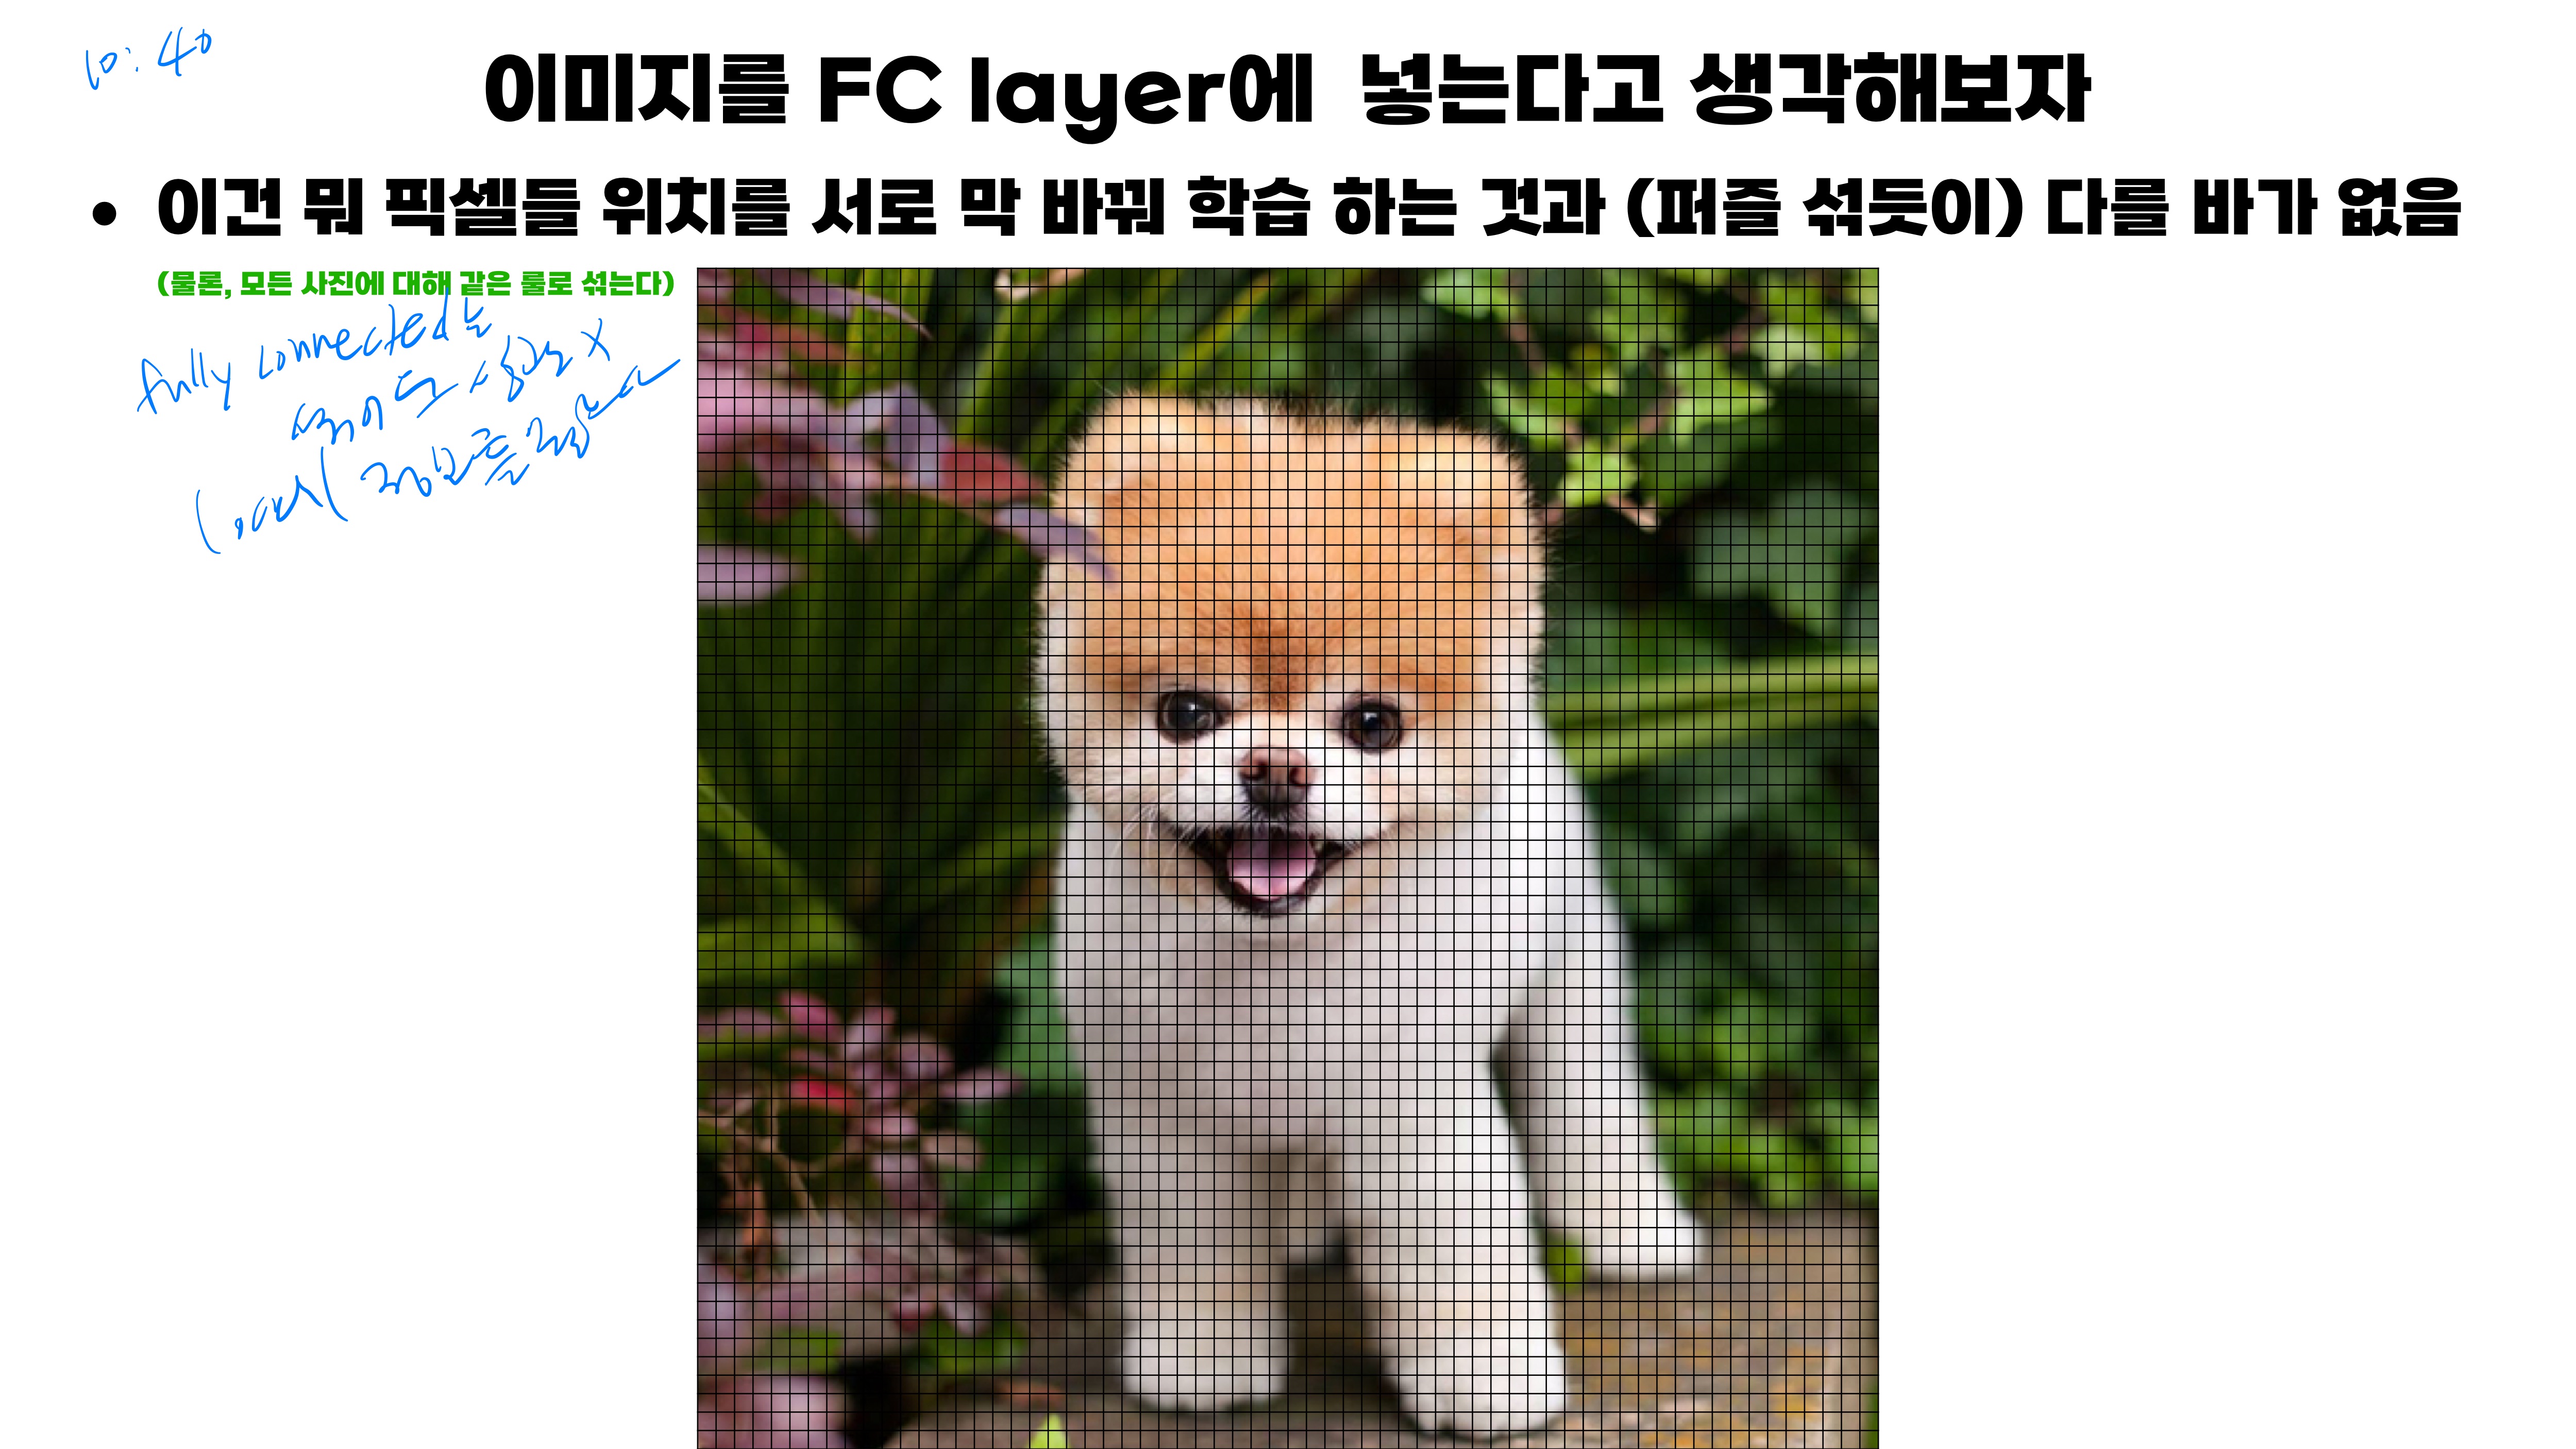 10:40
이미지를 FC layer에 넣는다고 생각해보자
• 이건 뭐 픽셀들 위치를 서로 막 바꿔 학습 하는 것과 (퍼즐 섞듯이) 다를 바가 없음
(물론, 모든 사진에 대해 같은 룰로 섞는다)
fully connected는
섞어도 상관 x
local 정보를